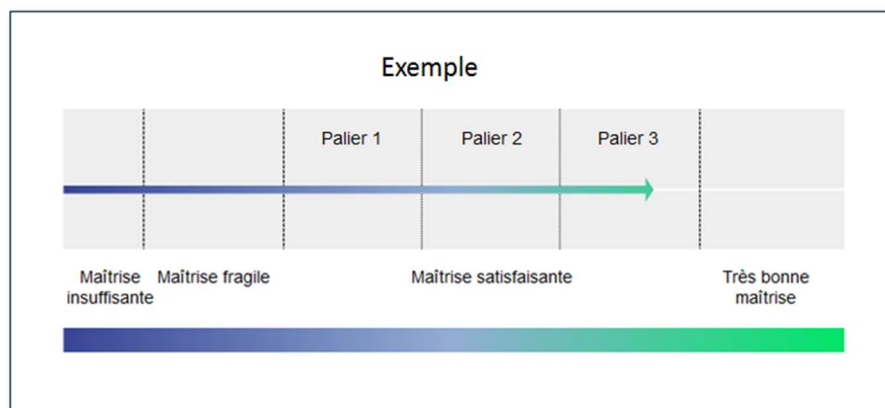 Exemple
Palier 1
Palier 2
Palier 3
Maîtrise
insuffisante
Maîtrise fragile
Maîtrise satisfaisante
Très bonne
maîtrise